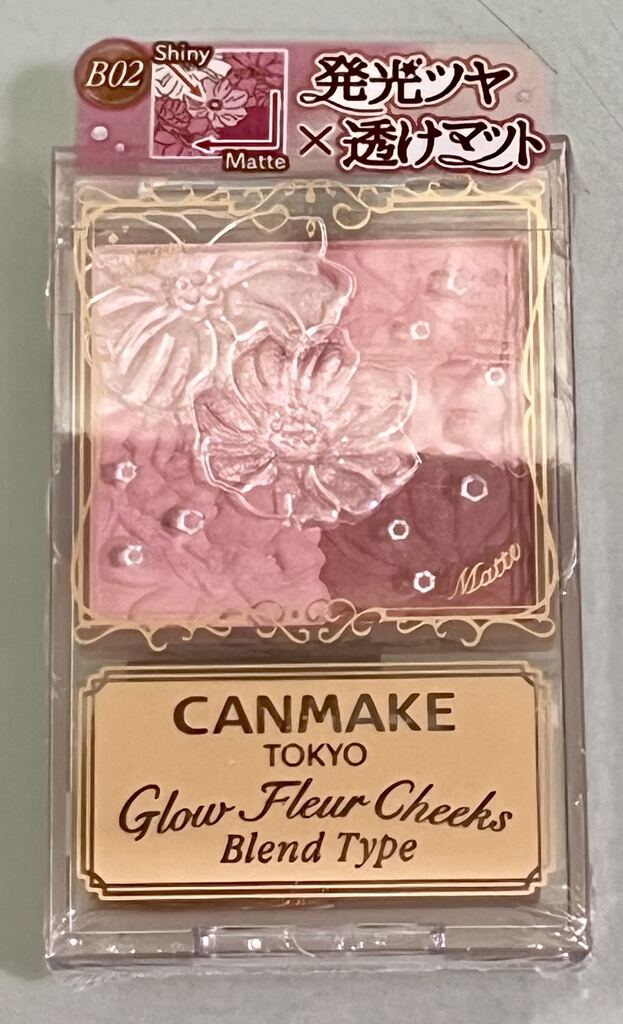 B02
Shiny
Matte
発光ツヤ
×透けマット
Matte
CANMAKE
TOKYO
Glow Fleur Cheeks
Blend Type